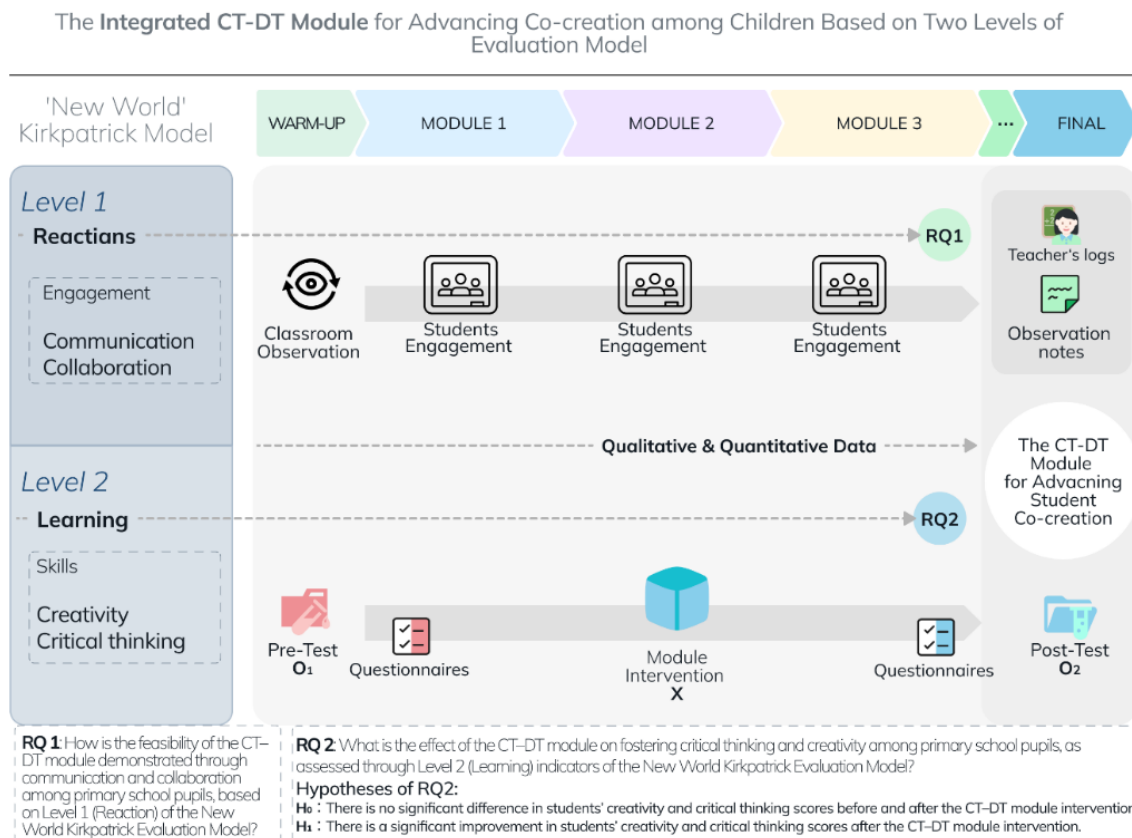 The Integrated CT-DT Module for Advancing Co-creation among Children Based on Two Levels of
Evaluation Model
'New World'
Kirkpatrick Model
WARM-UP
MODULE 1
MODULE 2
MODULE 3
...
FINAL
Level 1
Reactians
RQ1
Engagement
Communication
Collaboration
Classroom
Observation
Students
Engagement
Students
Engagement
Students
Engagement
Teacher's logs
Observation
notes
Qualitative & Quantitative Data
The CT-DT
Module
for Advacning
Student
Co-creation
Level 2
Learning
RQ2
Skills
Creativity
Critical thinking
Pre-Test
O₁
Questionnaires
Module
Intervention
X
Questionnaires
Post-Test
O₂
RQ 1: How is the feasibility of the CT–
DT module demonstrated through
communication and collaboration
among primary school pupils, based
on Level 1 (Reaction) of the New
World Kirkpatrick Evaluation Model?
RQ 2: What is the effect of the CT–DT module on fostering critical thinking and creativity among primary school pupils, as
assessed through Level 2 (Learning) indicators of the New World Kirkpatrick Evaluation Model?
Hypotheses of RQ2:
H₀ : There is no significant difference in students' creativity and critical thinking scores before and after the CT–DT module intervention
H₁ : There is a significant improvement in students' creativity and critical thinking scores after the CT–DT module intervention.